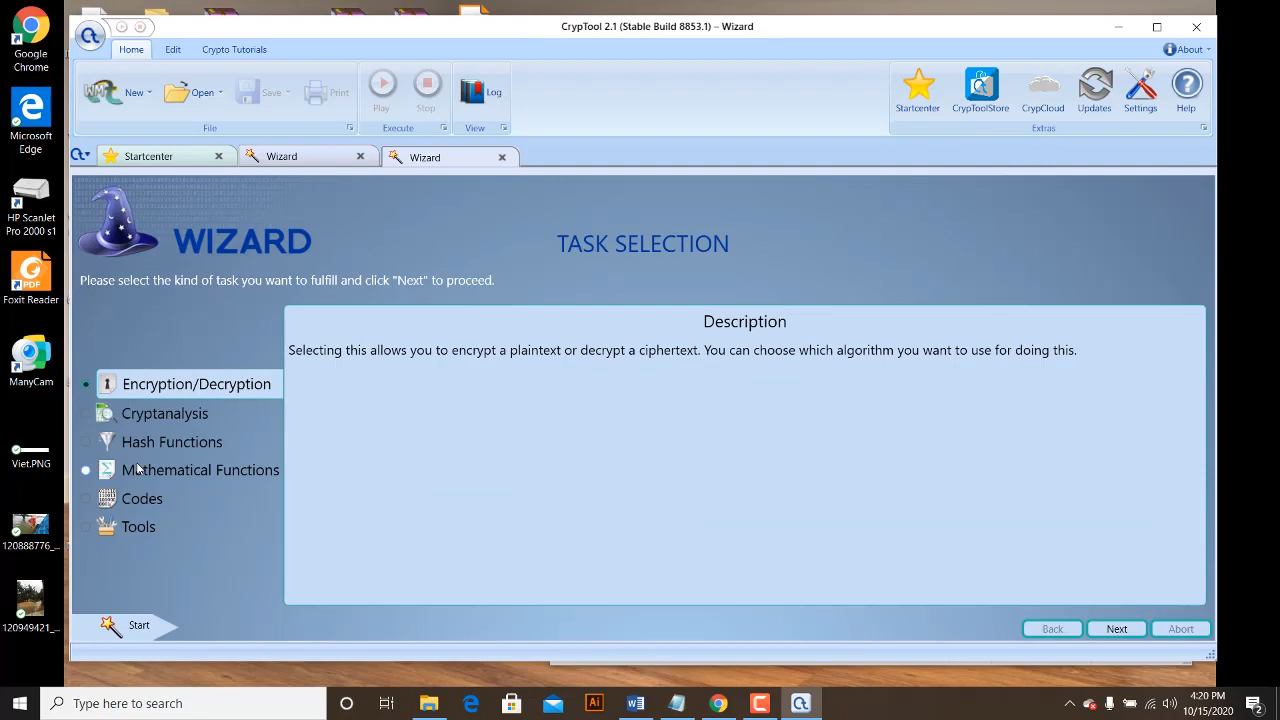 CrypTool 2.1 (Stable Build 8853.1) – Wizard
Home Edit Crypto Tutorials
About
New Open Save Print
Play Stop
Log
Startcenter CrypToolStore CrypCloud Updates Settings Help
File Execute View Extras
Startcenter Wizard Wizard
WIZARD
TASK SELECTION
Please select the kind of task you want to fulfill and click "Next" to proceed.
Description
Selecting this allows you to encrypt a plaintext or decrypt a ciphertext. You can choose which algorithm you want to use for doing this.
Encryption/Decryption
Cryptanalysis
Hash Functions
Mathematical Functions
Codes
Tools
Start
Back Next Abort
Google
Chrome
Microsoft
Edge
HP ScanJet
Pro 2000 s1
PDF
Foxit Reader
ManyCam
Viet.PNG
120888776_...
120949421_...
Type here to search
4:20 PM
10/15/2020
2